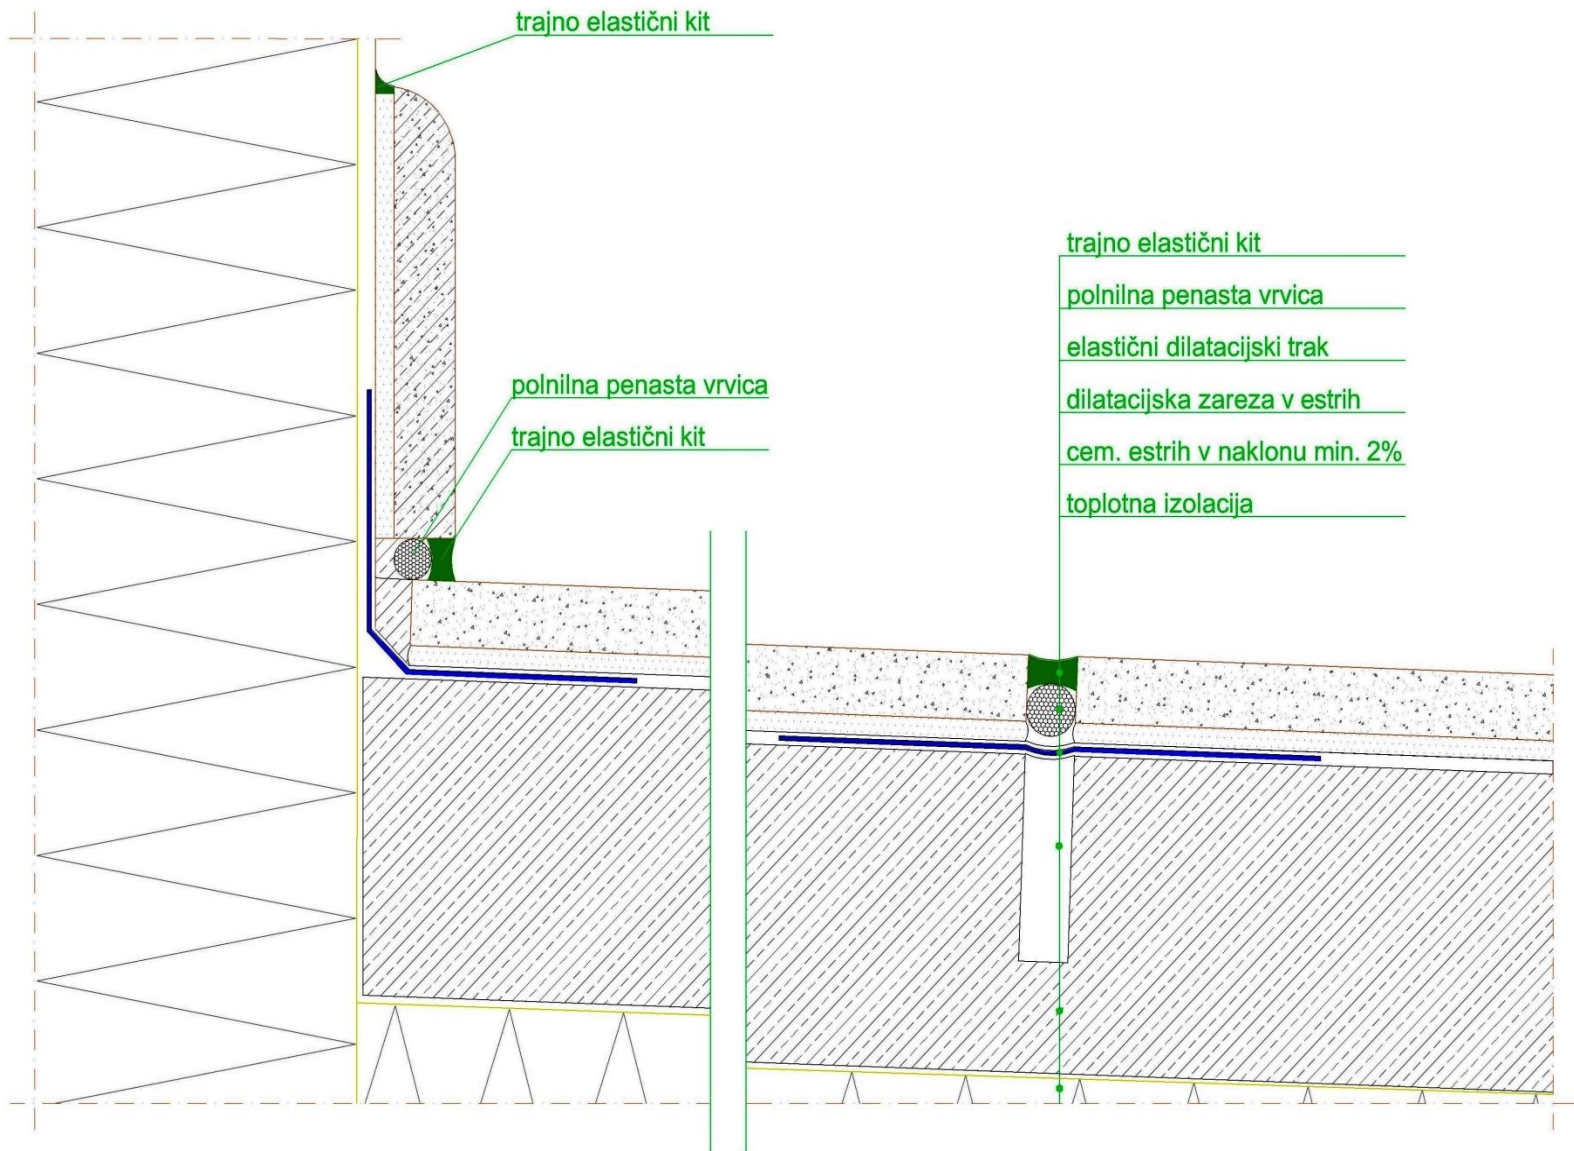 trajno elastični kit
polnilna penasta vrvica
trajno elastični kit
trajno elastični kit
polnilna penasta vrvica
elastični dilatacijski trak
dilatacijska zareza v estrih
cem. estrih v naklonu min. 2%
toplotna izolacija